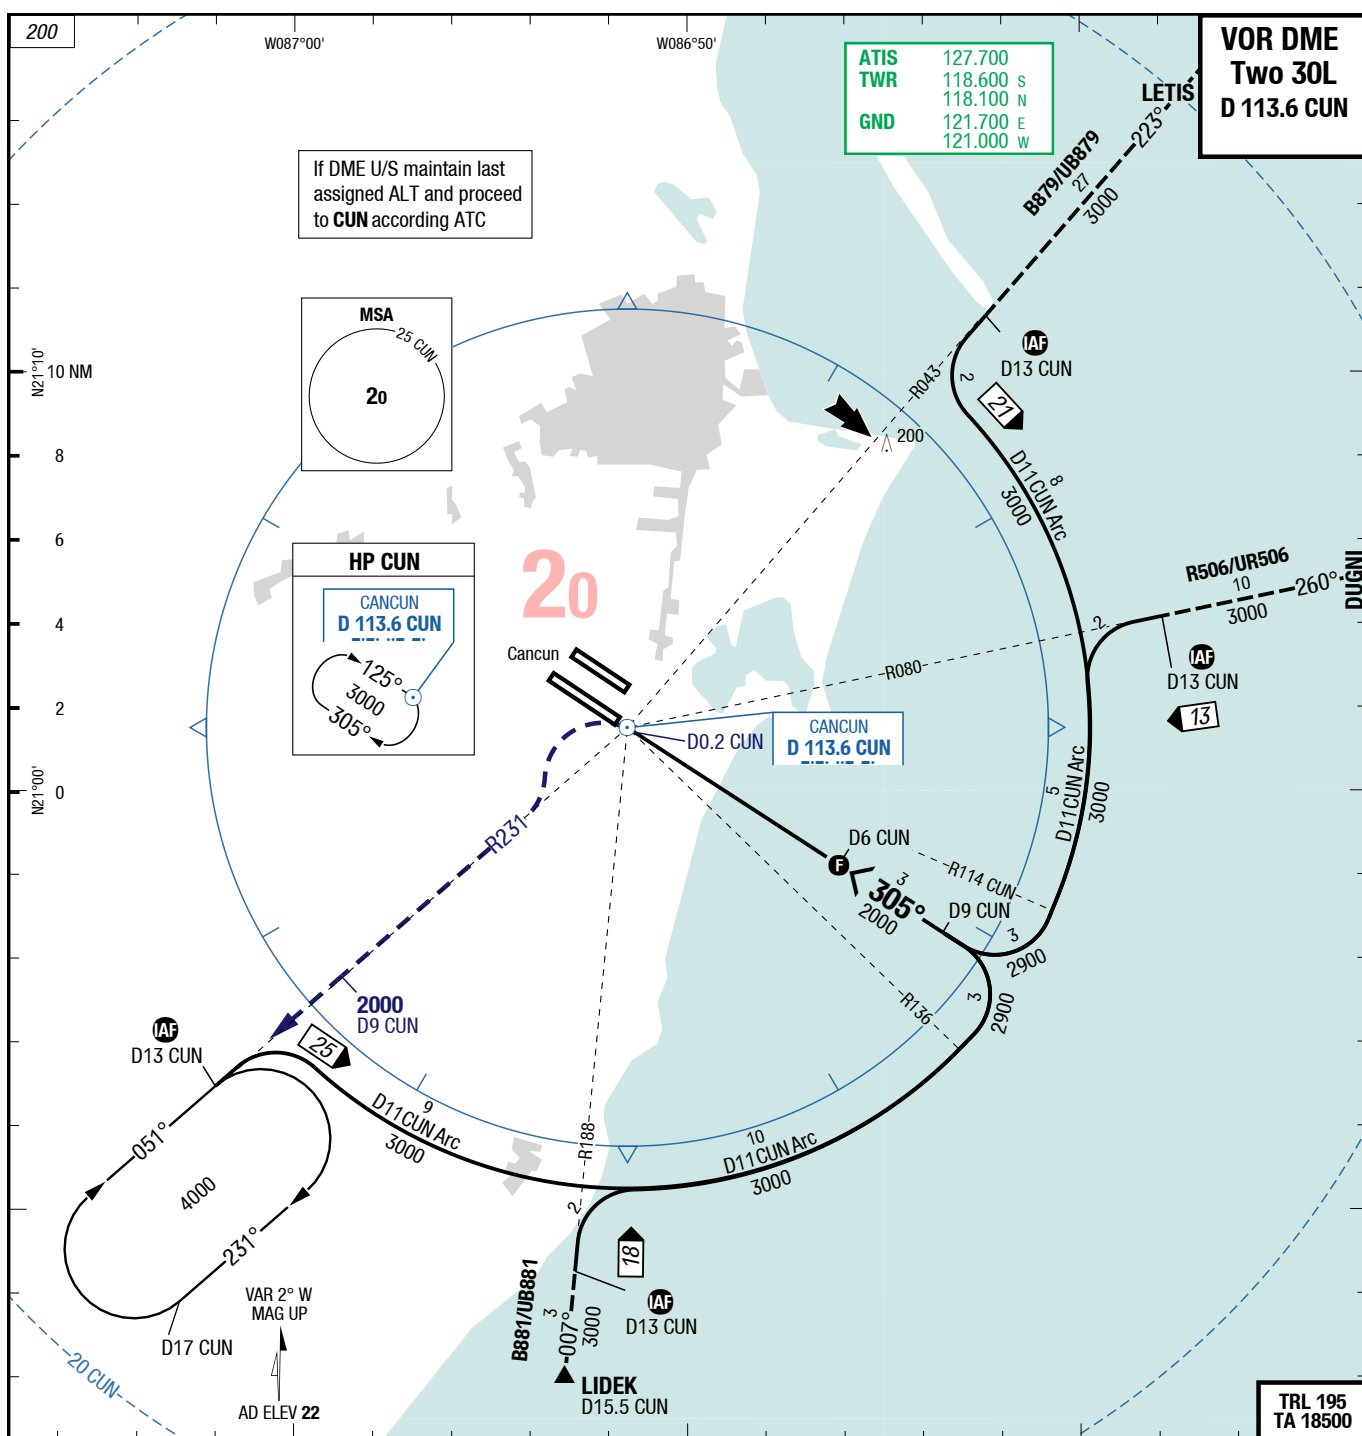 200
W087°00'
W086°50'
VOR DME
Two 30L
D 113.6 CUN
ATIS 127.700
TWR 118.600 S
118.100 N
GND 121.700 E
121.000 W
LETIS
223°
B879/UB879
27
3000
If DME U/S maintain last
assigned ALT and proceed
to CUN according ATC
MSA
25 CUN
20
N21°10'
10 NM
8
6
4
2
0
N21°00'
IAF
D13 CUN
2
21
R043
200
8
D11 CUN Arc
3000
HP CUN
CANCUN
D 113.6 CUN
125°
3000
305°
20
Cancun
R506/UR506
10
3000
260°
DUGNI
2
IAF
D13 CUN
13
R080
D0.2 CUN
CANCUN
D 113.6 CUN
5
D11 CUN Arc
3000
R231
D6 CUN
F
3
305°
2000
R114 CUN
D9 CUN
3
2900
3
2900
R136
2000
D9 CUN
IAF
D13 CUN
25
9
D11 CUN Arc
3000
R188
10
D11 CUN Arc
3000
051°
4000
231°
D17 CUN
2
18
IAF
D13 CUN
B881/UB881
3
007°
3000
LIDEK
D15.5 CUN
VAR 2° W
MAG UP
AD ELEV 22
20 CUN
TRL 195
TA 18500